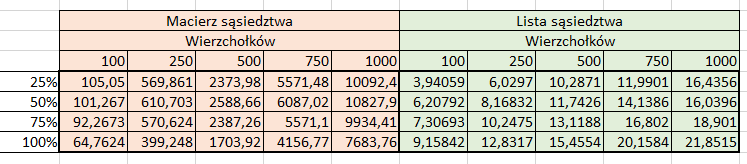 Macierz sąsiedztwa Lista sąsiedztwa
Wierzchołków Wierzchołków
100 250 500 750 1000 100 250 500 750 1000
25% 105,05 569,861 2373,98 5571,48 10092,4 3,94059 6,0297 10,2871 11,9901 16,4356
50% 101,267 610,703 2588,66 6087,02 10827,9 6,20792 8,16832 11,7426 14,1386 16,0396
75% 92,2673 570,624 2387,26 5571,1 9934,41 7,30693 10,2475 13,1188 16,802 18,901
100% 64,7624 399,248 1703,92 4156,77 7683,76 9,15842 12,8317 15,4554 20,1584 21,8515